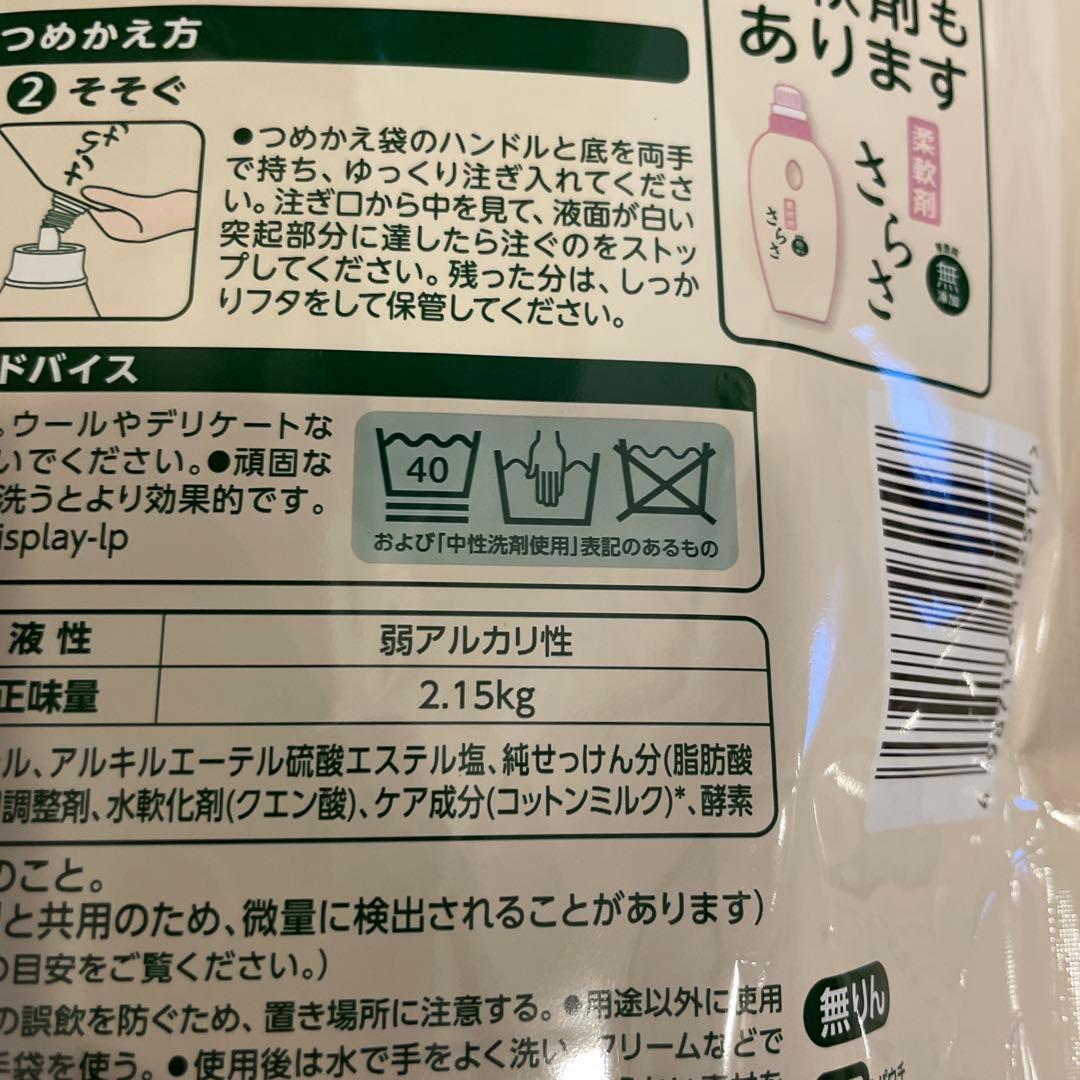 つめかえ方
❷ そそぐ
●つめかえ袋のハンドルと底を両手
で持ち、ゆっくり注ぎ入れてくださ
い。注ぎ口から中を見て、液面が白い
突起部分に達したら注ぐのをストッ
プしてください。残った分は、しっか
りフタをして保管してください。
剤も
あります
柔軟剤
さらさ
無添加
さらさ
ドバイス
。ウールやデリケートな
いでください。●頑固な
洗うとより効果的です。
isplay-lp
40
および「中性洗剤使用」表記のあるもの
液性 弱アルカリ性
正味量 2.15kg
ル、アルキルエーテル硫酸エステル塩、純せっけん分(脂肪酸
調整剤、水軟化剤(クエン酸)、ケア成分(コットンミルク)*、酵素
のこと。
と共用のため、微量に検出されることがあります)
の目安をご覧ください。)
の誤飲を防ぐため、置き場所に注意する。●用途以外に使用
手袋を使う。●使用後は水で手をよく洗い、クリームなどで
無りん
パウチ